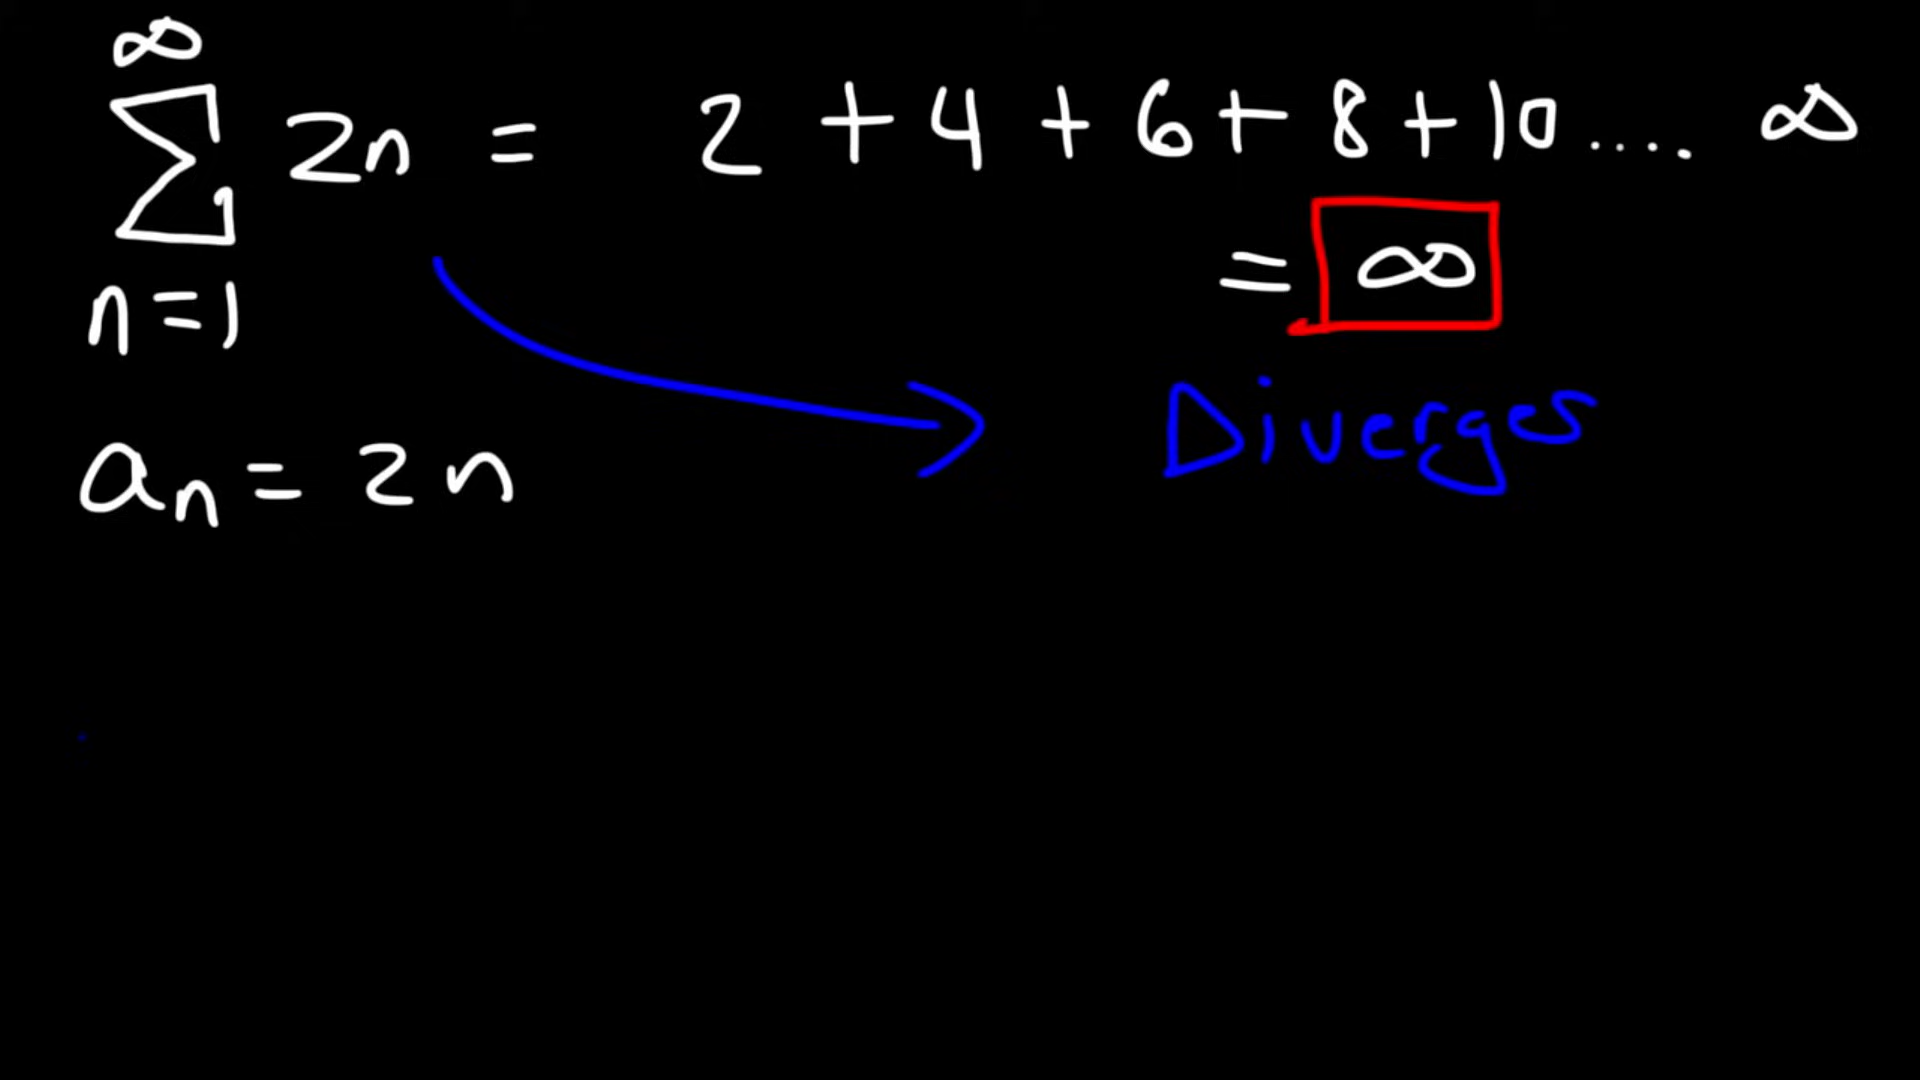 ∞
∑ 2n = 2 + 4 + 6 + 8 + 10 .... ∞
n=1
= ∞
Diverges
an = 2n